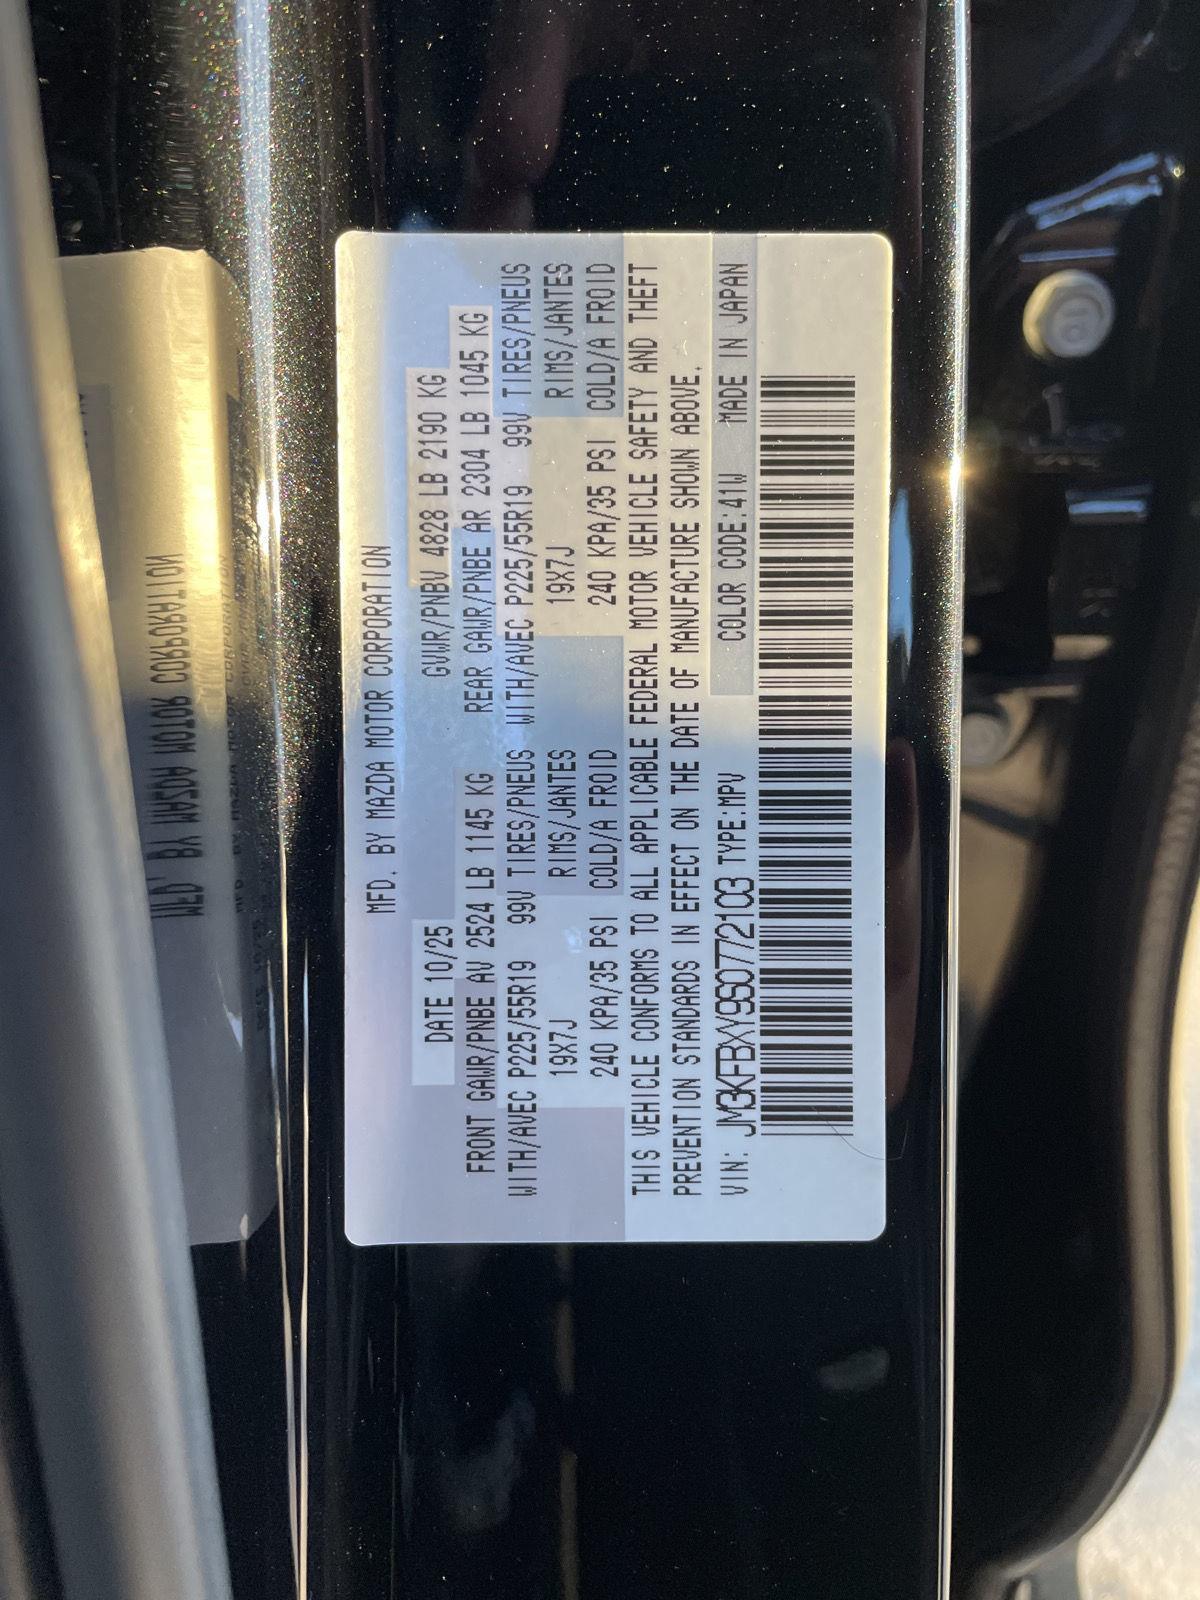 MFD. BY MAZDA MOTOR CORPORATION
DATE 10/25 GVWR/PNBV 4828 LB 2190 KG
FRONT GAWR/PNBE AV 2524 LB 1145 KG REAR GAWR/PNBE AR 2304 LB 1045 KG
WITH/AVEC P225/55R19 99V TIRES/PNEUS WITH/AVEC P225/55R19 99V TIRES/PNEUS
19X7J RIMS/JANTES 19X7J RIMS/JANTES
240 KPA/35 PSI COLD/A FROID 240 KPA/35 PSI COLD/A FROID
THIS VEHICLE CONFORMS TO ALL APPLICABLE FEDERAL MOTOR VEHICLE SAFETY AND THEFT
PREVENTION STANDARDS IN EFFECT ON THE DATE OF MANUFACTURE SHOWN ABOVE.
VIN: JM3KFBXY9S0772103 TYPE:MPV COLOR CODE:41W MADE IN JAPAN